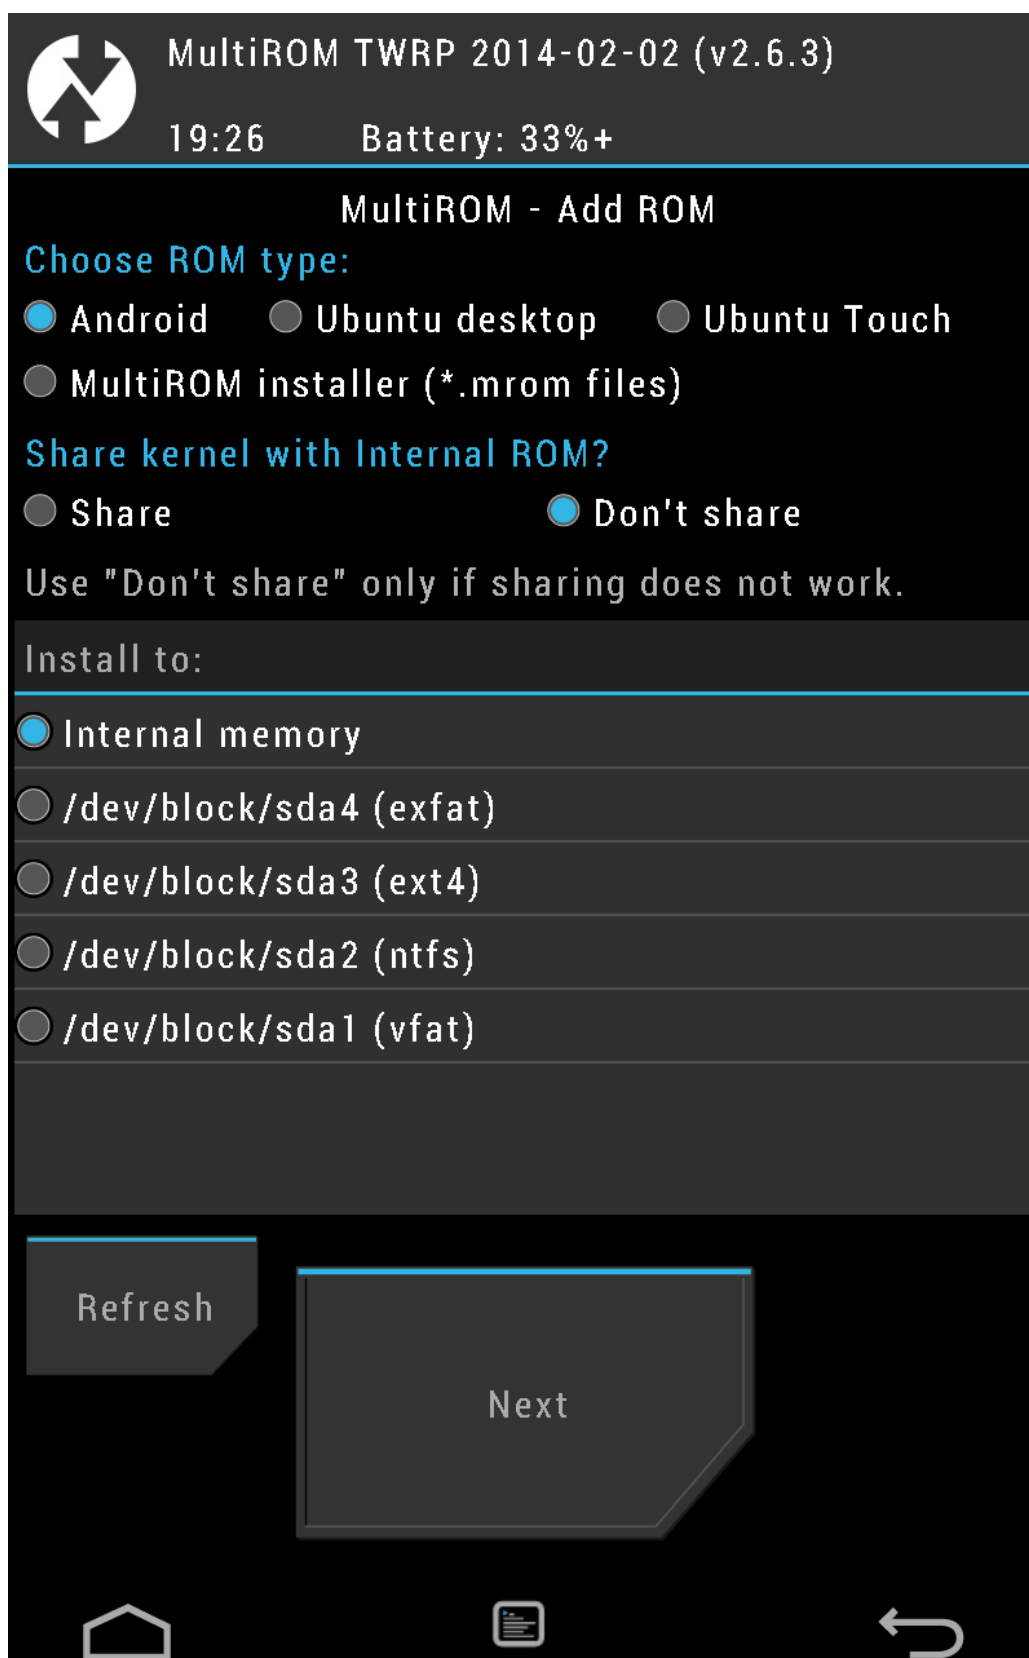 MultiROM TWRP 2014-02-02 (v2.6.3)
19:26 Battery: 33%+
MultiROM - Add ROM
Choose ROM type:
Android Ubuntu desktop Ubuntu Touch
MultiROM installer (*.mrom files)
Share kernel with Internal ROM?
Share Don't share
Use "Don't share" only if sharing does not work.
Install to:
Internal memory
/dev/block/sda4 (exfat)
/dev/block/sda3 (ext4)
/dev/block/sda2 (ntfs)
/dev/block/sda1 (vfat)
Refresh
Next